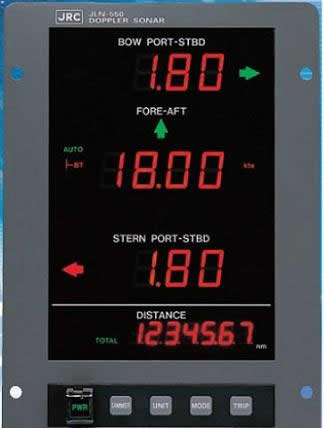 JRC JLN-550
DOPPLER SONAR
BOW PORT-STBD
1.80
FORE-AFT
AUTO
BT
18.00 kts
STERN PORT-STBD
1.80
DISTANCE
TOTAL 12345.67 nm
PWR DIMMER UNIT MODE TRIP